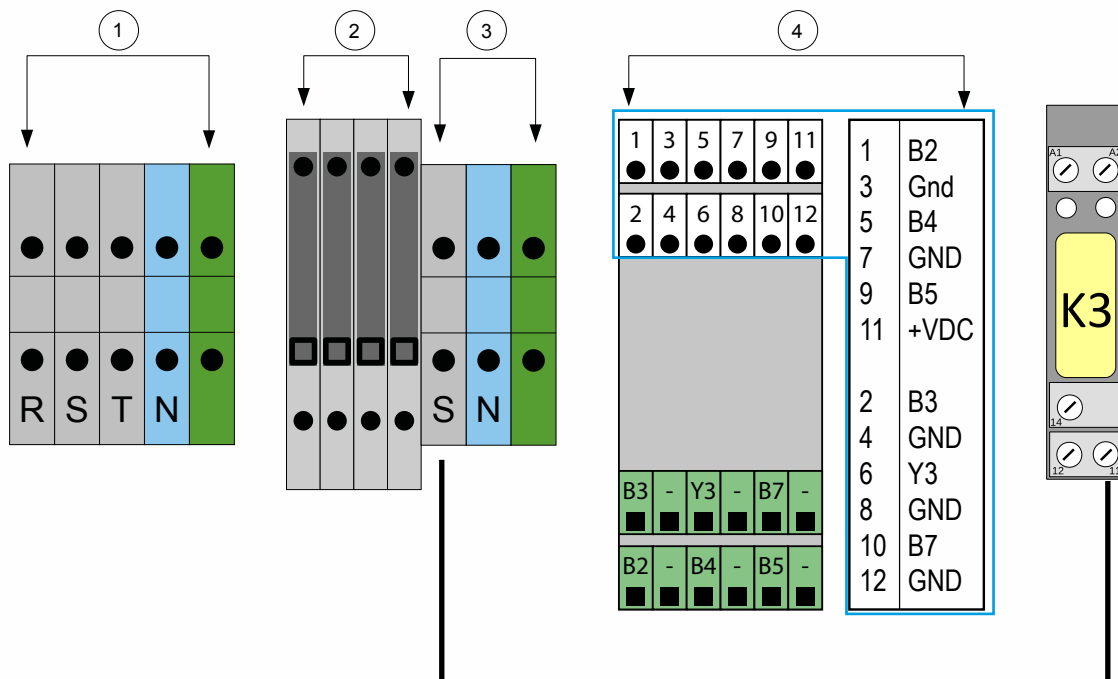 1
2
3
4
1 3 5 7 9 11
2 4 6 8 10 12
1 B2
3 Gnd
5 B4
7 GND
9 B5
11 +VDC
2 B3
4 GND
6 Y3
8 GND
10 B7
12 GND
A1 A2
K3
14
12 11
R S T N
S N
B3 - Y3 - B7 -
B2 - B4 - B5 -